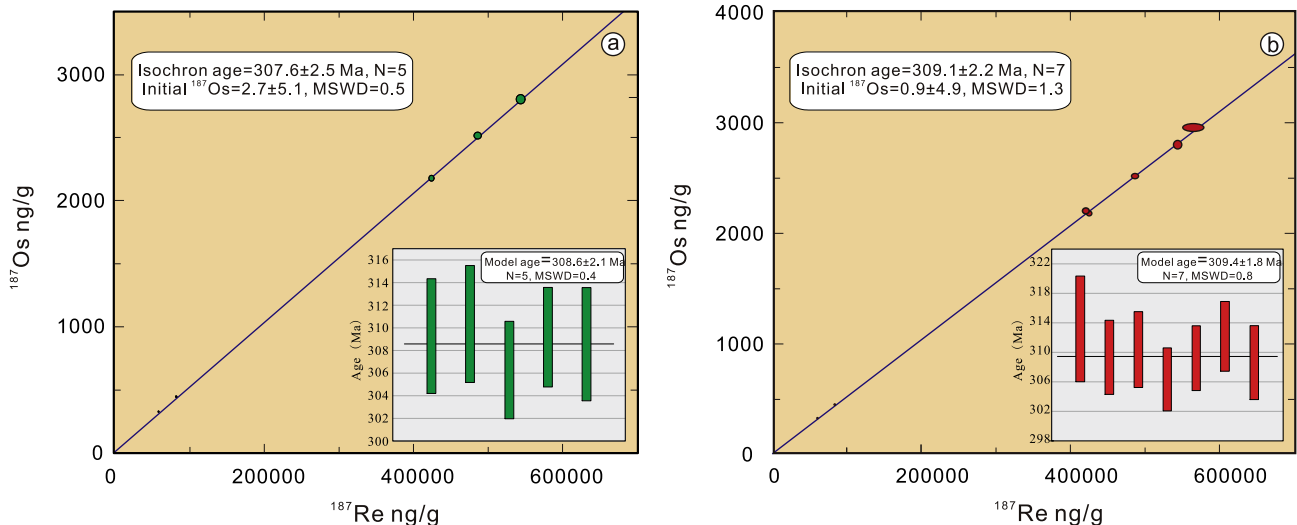 a
Isochron age=307.6±2.5 Ma, N=5
Initial ¹⁸⁷Os=2.7±5.1, MSWD=0.5
3000
2000
1000
0
¹⁸⁷Os ng/g
0
200000
400000
600000
¹⁸⁷Re ng/g
Model age=308.6±2.1 Ma
N=5, MSWD=0.4
316
314
312
310
308
306
304
302
300
Age (Ma)
b
Isochron age=309.1±2.2 Ma, N=7
Initial ¹⁸⁷Os=0.9±4.9, MSWD=1.3
4000
3000
2000
1000
0
¹⁸⁷Os ng/g
0
200000
400000
600000
¹⁸⁷Re ng/g
Model age=309.4±1.8 Ma
N=7, MSWD=0.8
322
318
314
310
306
302
298
Age (Ma)